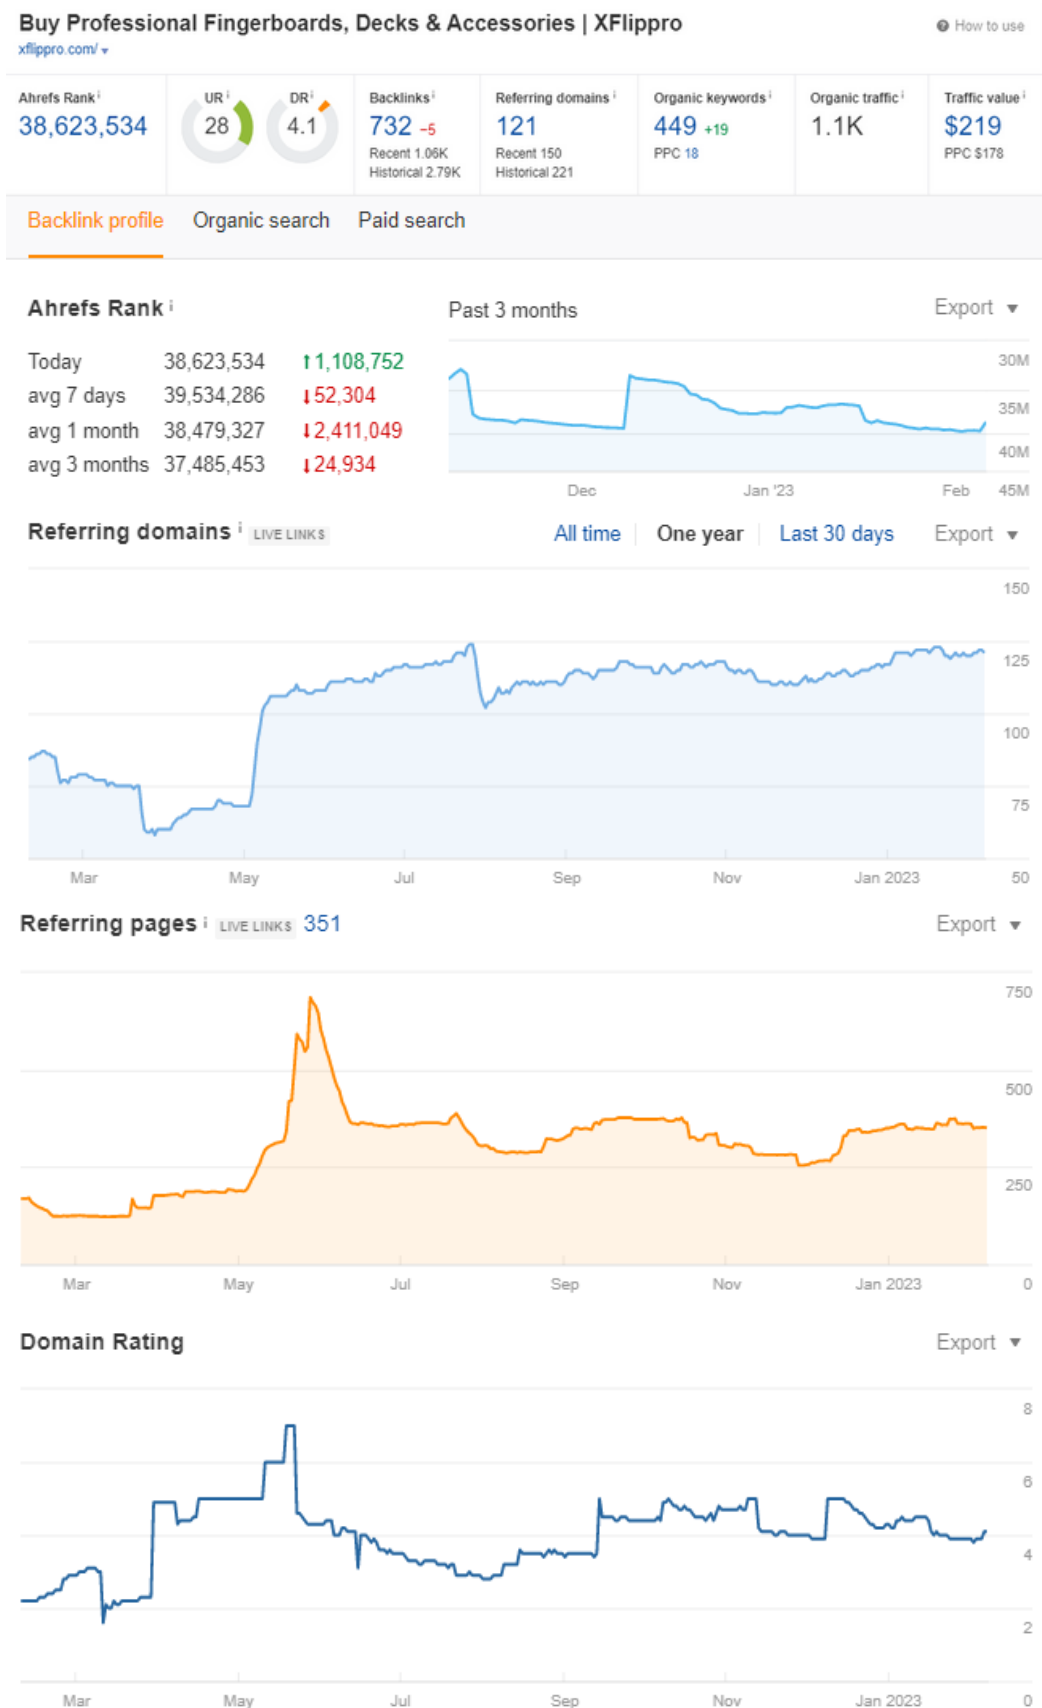 Buy Professional Fingerboards, Decks & Accessories | XFlippro
How to use
xflippro.com/
Ahrefs Rank i
38,623,534
UR i
28
DR i
4.1
Backlinks i
732 -5
Recent 1.06K
Historical 2.79K
Referring domains i
121
Recent 150
Historical 221
Organic keywords i
449 +19
PPC 18
Organic traffic i
1.1K
Traffic value i
$219
PPC $178
Backlink profile Organic search Paid search
Ahrefs Rank i
Past 3 months
Export
Today 38,623,534 ↑1,108,752
avg 7 days 39,534,286 ↓52,304
avg 1 month 38,479,327 ↓2,411,049
avg 3 months 37,485,453 ↓24,934
30M
35M
40M
Dec Jan '23 Feb 45M
Referring domains i LIVE LINKS
All time One year Last 30 days Export
150
125
100
75
Mar May Jul Sep Nov Jan 2023 50
Referring pages i LIVE LINKS 351
Export
750
500
250
Mar May Jul Sep Nov Jan 2023 0
Domain Rating
Export
8
6
4
2
Mar May Jul Sep Nov Jan 2023 0